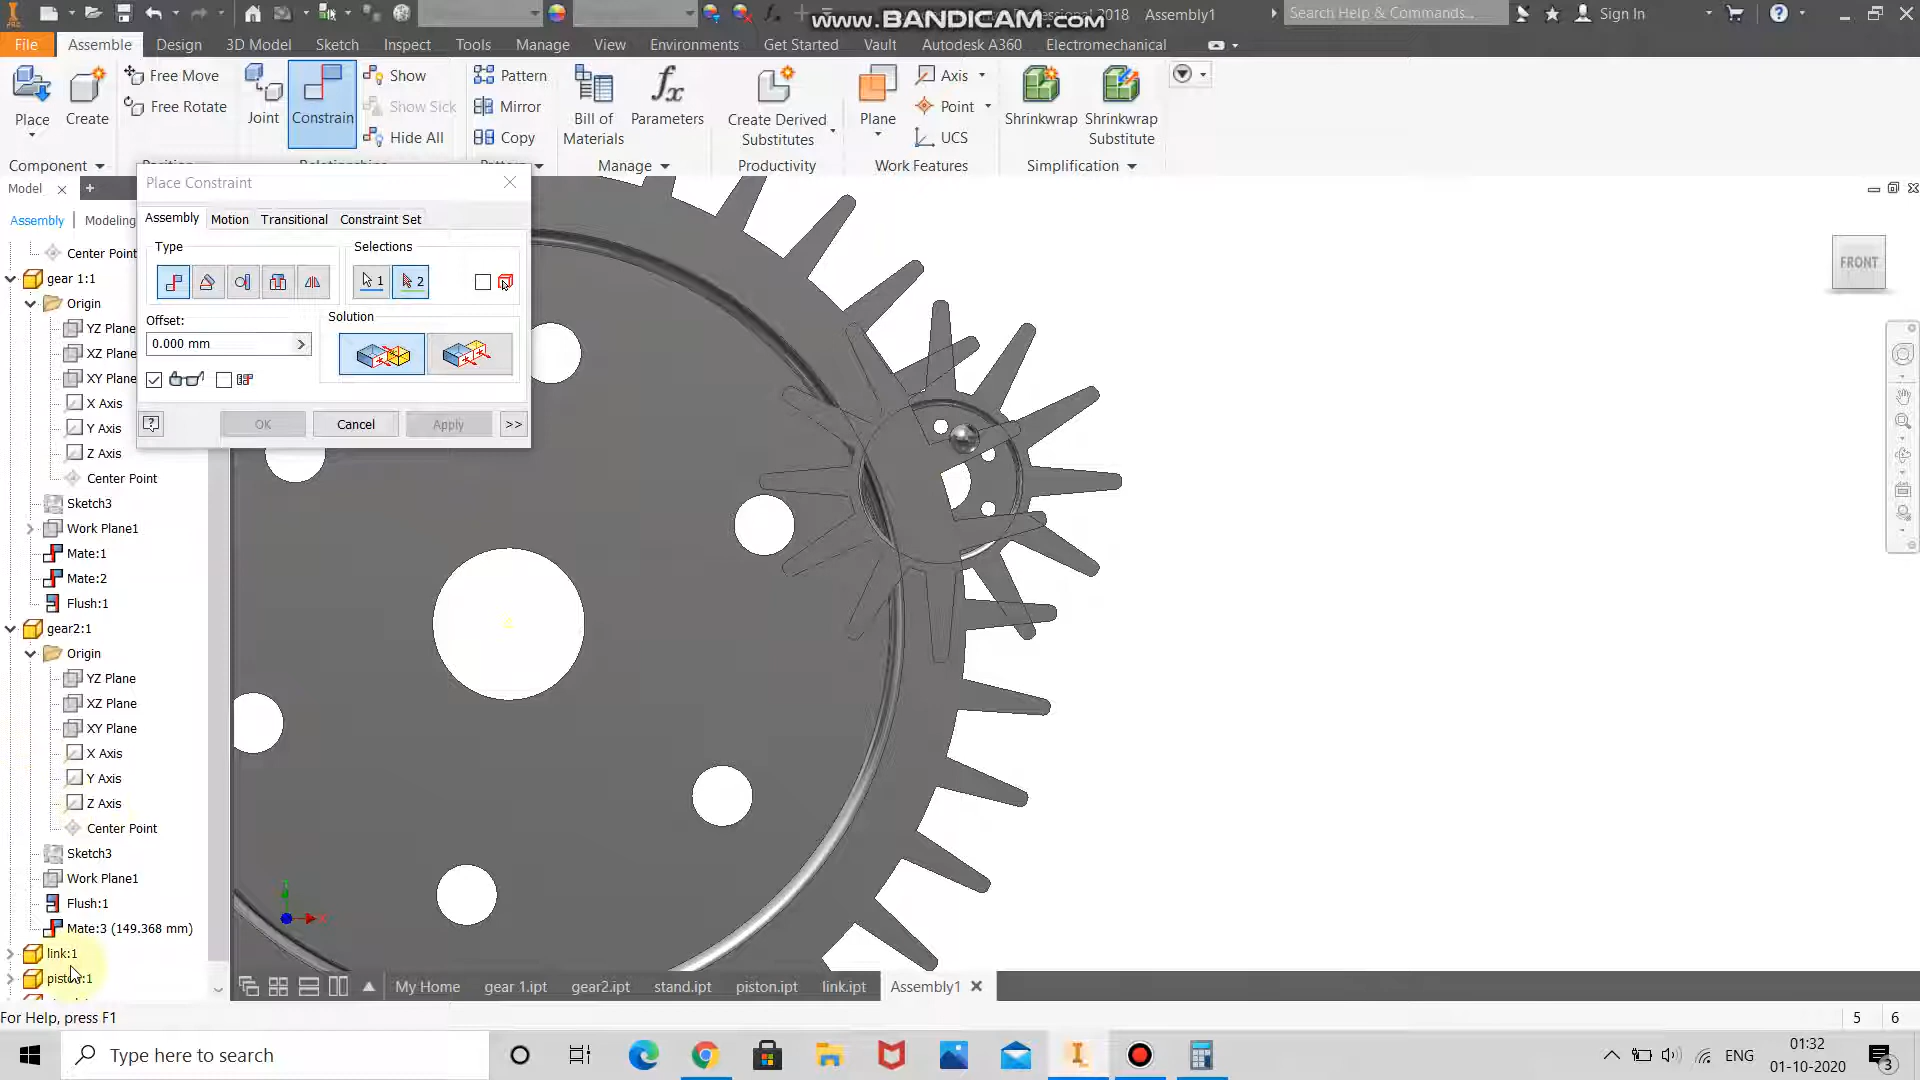 www.BANDICAM.com
Professional 2018 Assembly1
Search Help & Commands...
Sign In
File
Assemble
Design
3D Model
Sketch
Inspect
Tools
Manage
View
Environments
Get Started
Vault
Autodesk A360
Electromechanical
Place
Create
Free Move
Free Rotate
Joint
Constrain
Show
Show Sick
Hide All
Pattern
Mirror
Copy
Bill of Materials
Parameters
Create Derived Substitutes
Plane
Axis
Point
UCS
Shrinkwrap
Shrinkwrap Substitute
Component
Manage
Productivity
Work Features
Simplification
Model
Assembly
Modeling
Place Constraint
Assembly
Motion
Transitional
Constraint Set
Type
Selections
1
2
Offset:
0.000 mm
Solution
OK
Cancel
Apply
>>
Center Point
gear 1:1
Origin
YZ Plane
XZ Plane
XY Plane
X Axis
Y Axis
Z Axis
Center Point
Sketch3
Work Plane1
Mate:1
Mate:2
Flush:1
gear2:1
Origin
YZ Plane
XZ Plane
XY Plane
X Axis
Y Axis
Z Axis
Center Point
Sketch3
Work Plane1
Flush:1
Mate:3 (149.368 mm)
link:1
piston:1
FRONT
My Home
gear 1.ipt
gear2.ipt
stand.ipt
piston.ipt
link.ipt
Assembly1
For Help, press F1
5
6
Type here to search
ENG
01:32
01-10-2020
3